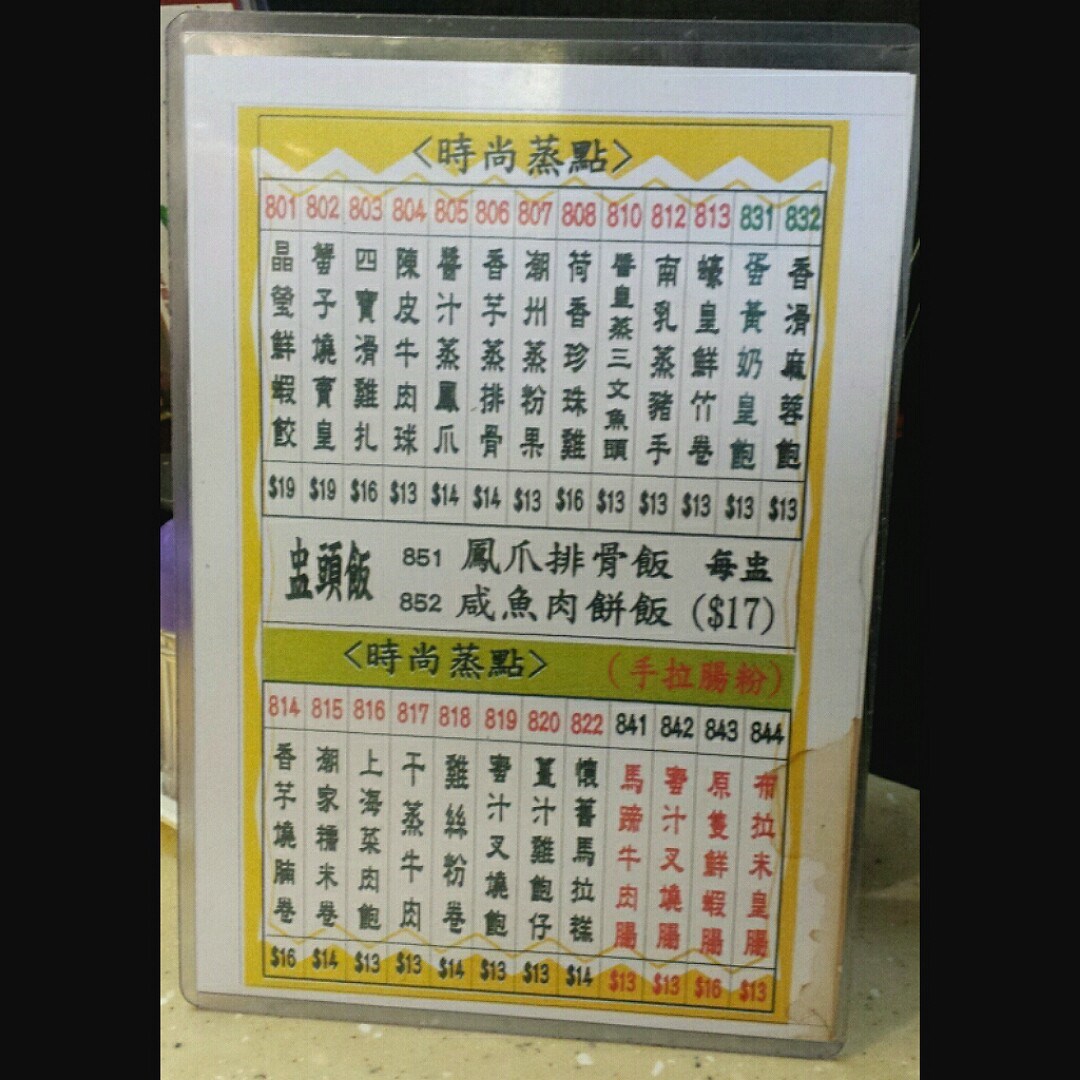 <時尚蒸點>
801 802 803 804 805 806 807 808 810 812 813 831 832
晶瑩鮮蝦餃
蟹子燒賣皇
四寶滑雞扎
陳皮牛肉球
醬汁蒸鳳爪
香芋蒸排骨
潮州蒸粉果
荷香珍珠雞
醬皇蒸三文魚頭
南乳蒸豬手
蠔皇鮮竹卷
蛋黃奶皇飽
香滑麻蓉飽
$19 $19 $16 $13 $14 $14 $13 $16 $13 $13 $13 $13 $13
盅頭飯
851 鳳爪排骨飯 每盅
852 咸魚肉餅飯 ($17)
<時尚蒸點> (手拉腸粉)
814 815 816 817 818 819 820 822 841 842 843 844
香芋燒腩卷
潮家糯米卷
上海菜肉飽
干蒸牛肉
雞絲粉卷
蜜汁叉燒飽
薑汁雞飽仔
懷舊馬拉糕
馬蹄牛肉腸
蜜汁叉燒腸
原隻鮮蝦腸
布拉米皇腸
$16 $14 $13 $13 $14 $13 $13 $14 $13 $13 $16 $13